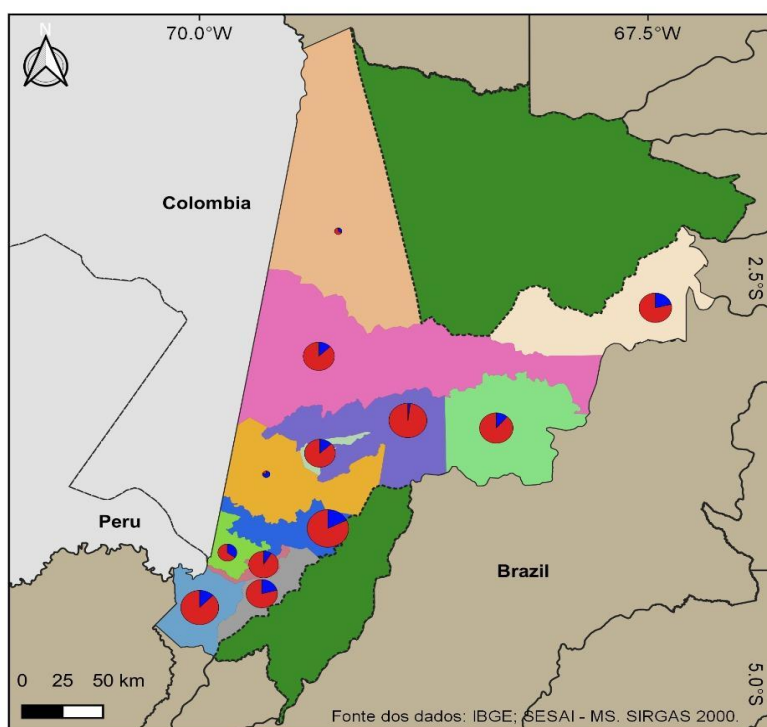 N
70.0°W
67.5°W
Colombia
2.5°S
Peru
Brazil
5.0°S
0 25 50 km
Fonte dos dados: IBGE; SESAI - MS. SIRGAS 2000.